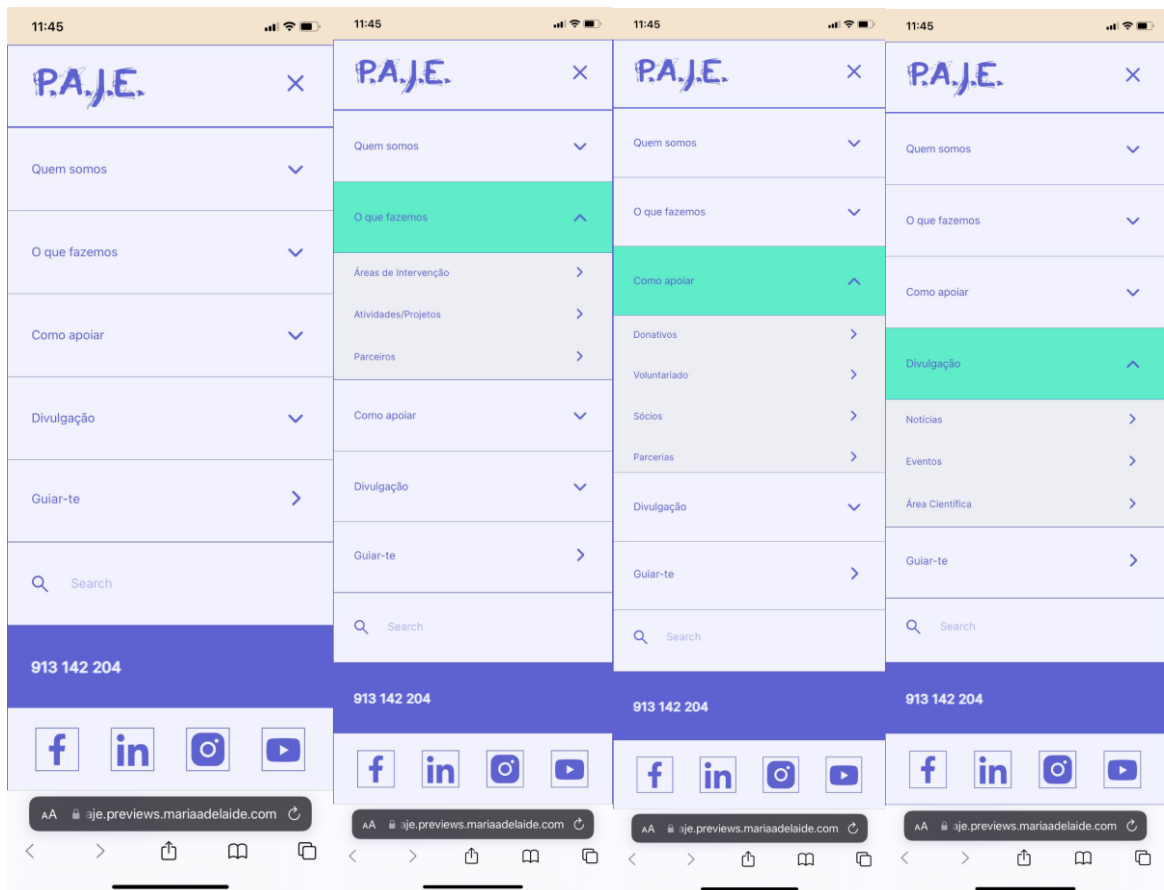 11:45
P.A.J.E.
Quem somos
O que fazemos
Como apoiar
Divulgação
Guiar-te
Search
913 142 204
AA aje.previews.mariaadelaide.com
11:45
P.A.J.E.
Quem somos
O que fazemos
Áreas de Intervenção
Atividades/Projetos
Parceiros
Como apoiar
Divulgação
Guiar-te
Search
913 142 204
AA aje.previews.mariaadelaide.com
11:45
P.A.J.E.
Quem somos
O que fazemos
Como apoiar
Donativos
Voluntariado
Sócios
Parcerias
Divulgação
Guiar-te
Search
913 142 204
AA aje.previews.mariaadelaide.com
11:45
P.A.J.E.
Quem somos
O que fazemos
Como apoiar
Divulgação
Notícias
Eventos
Área Científica
Guiar-te
Search
913 142 204
AA aje.previews.mariaadelaide.com